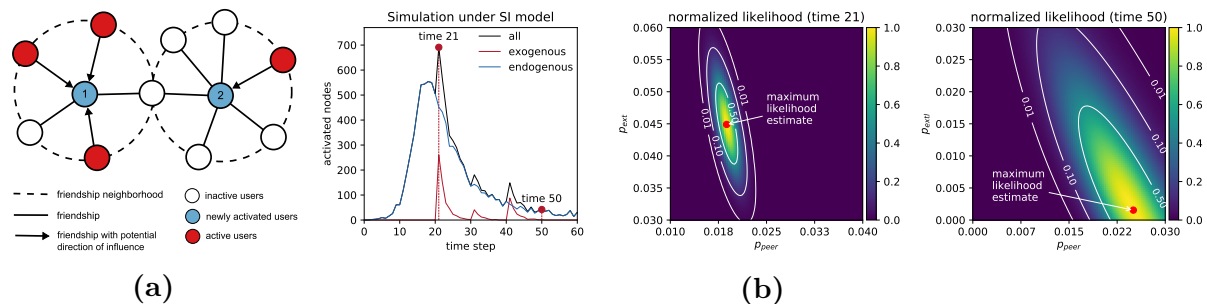 1
2
friendship neighborhood
friendship
friendship with potential
direction of influence
inactive users
newly activated users
active users
(a)
Simulation under SI model
activated nodes
700
600
500
400
300
200
100
0
time 21
all
exogenous
endogenous
time 50
0 10 20 30 40 50 60
time step
normalized likelihood (time 21)
p_ext
0.060
0.055
0.050
0.045
0.040
0.035
0.030
0.01
0.01
0.50
0.10
maximum
likelihood
estimate
0.010 0.018 0.025 0.033 0.040
p_peer
1.0
0.8
0.6
0.4
0.2
0.0
(b)
normalized likelihood (time 50)
p_extl
0.030
0.025
0.020
0.015
0.010
0.005
0.000
0.01
0.10
0.01
0.10
0.50
maximum
likelihood
estimate
0.000 0.007 0.015 0.022 0.030
p_peer
1.0
0.8
0.6
0.4
0.2
0.0